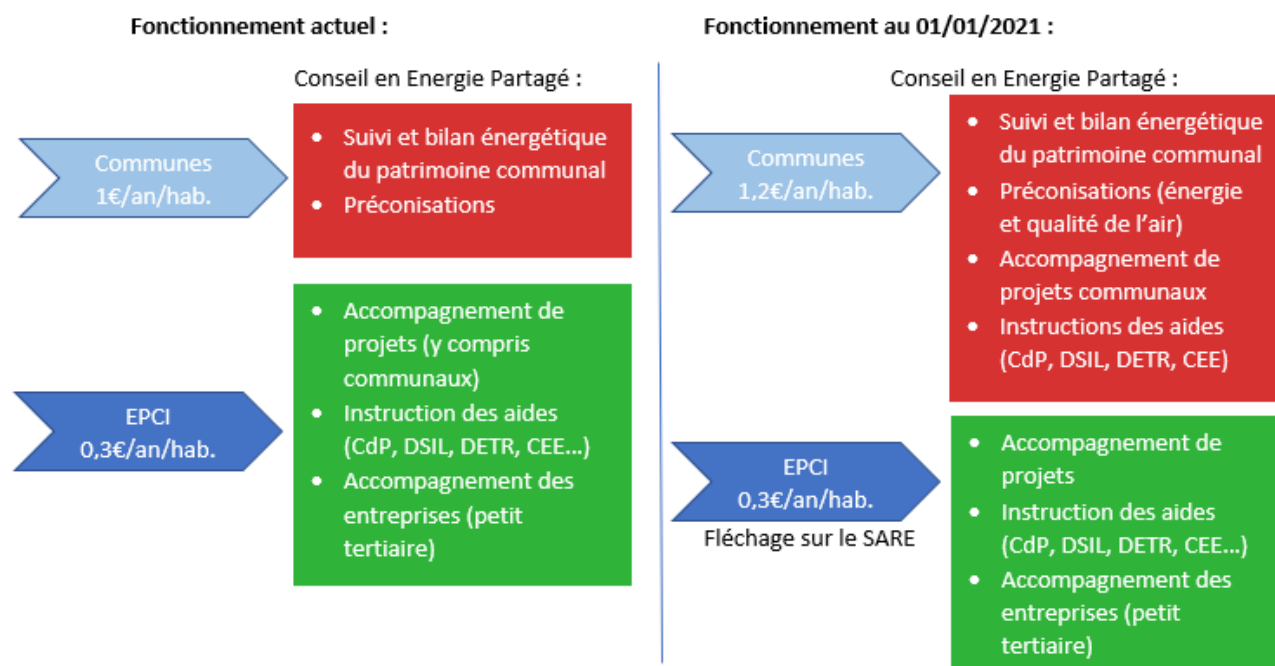 Fonctionnement actuel :
Conseil en Energie Partagé :
Communes
1€/an/hab.
• Suivi et bilan énergétique
du patrimoine communal
• Préconisations
EPCI
0,3€/an/hab.
• Accompagnement de
projets (y compris
communaux)
• Instruction des aides
(CdP, DSIL, DETR, CEE…)
• Accompagnement des
entreprises (petit
tertiaire)
Fonctionnement au 01/01/2021 :
Conseil en Energie Partagé :
Communes
1,2€/an/hab.
• Suivi et bilan énergétique
du patrimoine communal
• Préconisations (énergie
et qualité de l’air)
• Accompagnement de
projets communaux
• Instructions des aides
(CdP, DSIL, DETR, CEE)
EPCI
0,3€/an/hab.
Fléchage sur le SARE
• Accompagnement de
projets
• Instruction des aides
(CdP, DSIL, DETR, CEE…)
• Accompagnement des
entreprises (petit
tertiaire)